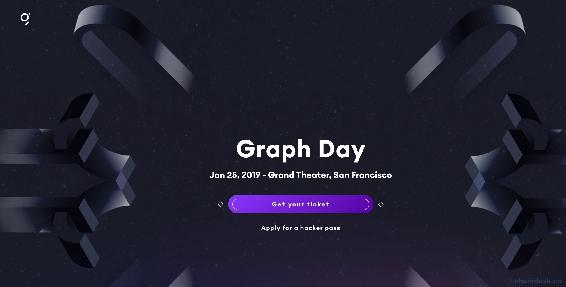 Graph Day
Jan 25, 2019 - Grand Theater, San Francisco
Get your ticket
Apply for a hacker pass